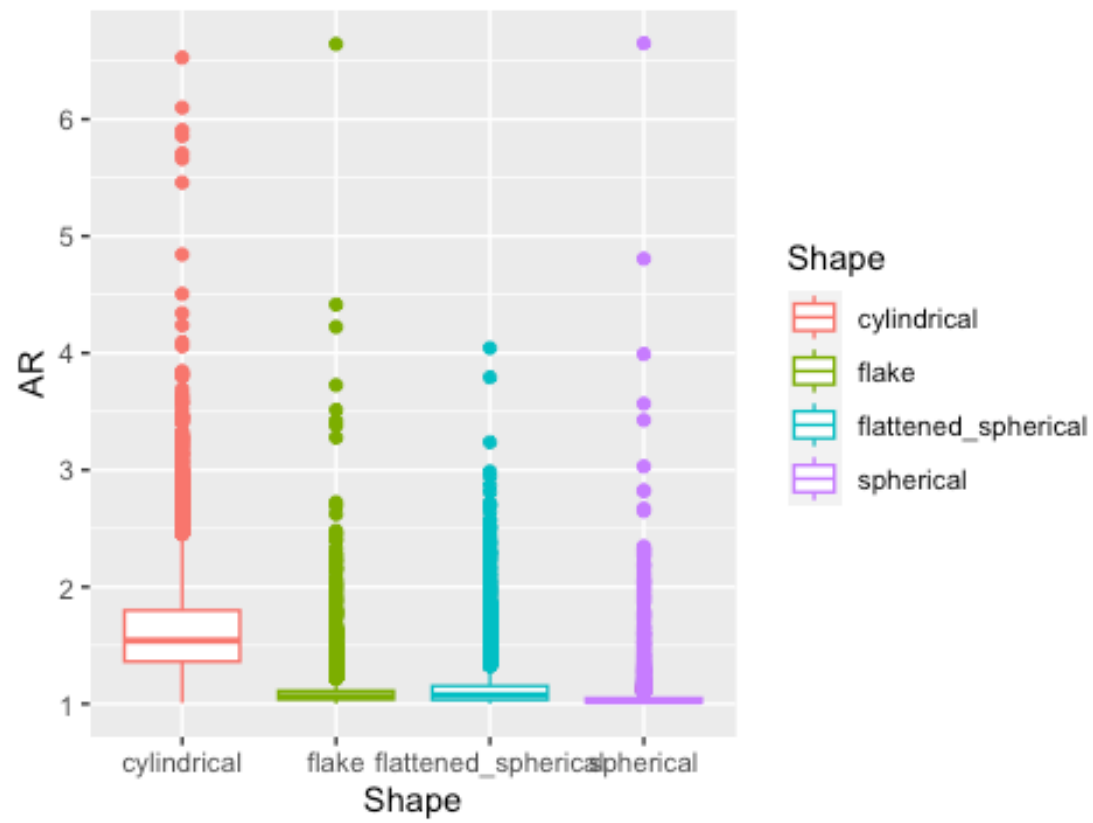 AR
6
5
4
3
2
1
cylindrical
flake
flattened_spherical
spherical
Shape
Shape
cylindrical
flake
flattened_spherical
spherical